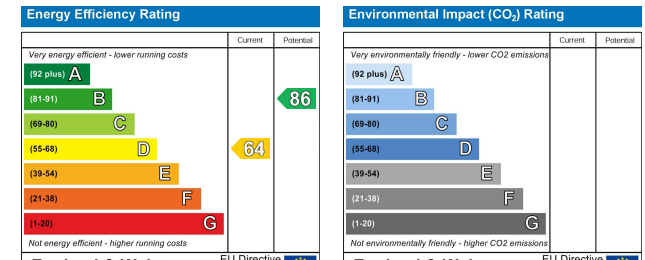 Energy Efficiency Rating
Current Potential
Very energy efficient - lower running costs
(92 plus) A
(81-91) B
86
(69-80) C
(55-68) D
64
(39-54) E
(21-38) F
(1-20) G
Not energy efficient - higher running costs
EU Directive
Environmental Impact (CO2) Rating
Current Potential
Very environmentally friendly - lower CO2 emissions
(92 plus) A
(81-91) B
(69-80) C
(55-68) D
(39-54) E
(21-38) F
(1-20) G
Not environmentally friendly - higher CO2 emissions
EU Directive